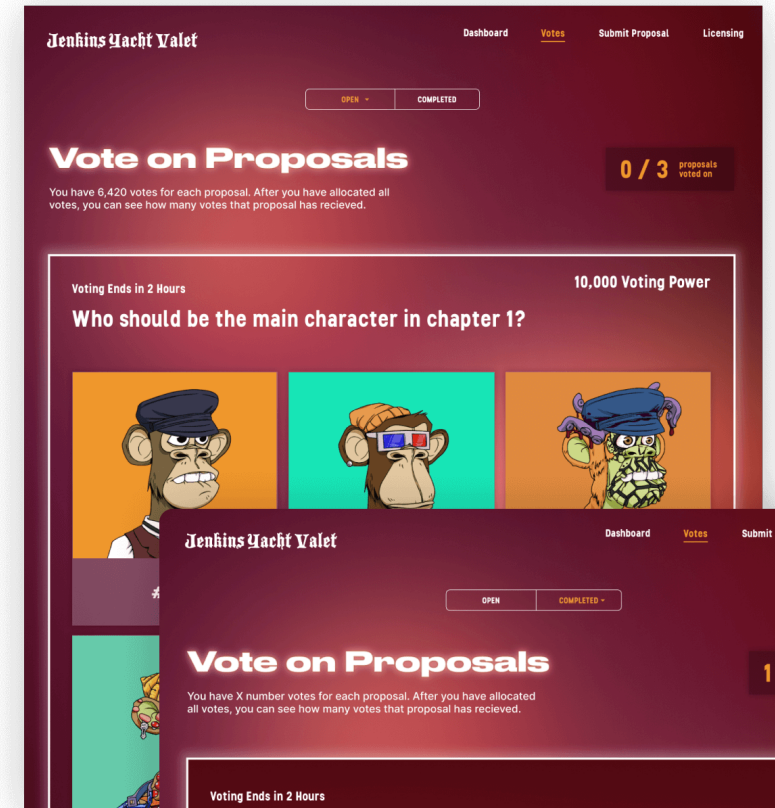 Jenkins Yacht Valet
Dashboard Votes Submit Proposal Licensing
OPEN COMPLETED
Vote on Proposals
0 / 3 proposals
voted on
You have 6,420 votes for each proposal. After you have allocated all
votes, you can see how many votes that proposal has recieved.
Voting Ends in 2 Hours
10,000 Voting Power
Who should be the main character in chapter 1?
#
Jenkins Yacht Valet
Dashboard Votes Submit
OPEN COMPLETED
Vote on Proposals
1
You have X number votes for each proposal. After you have allocated
all votes, you can see how many votes that proposal has recieved.
Voting Ends in 2 Hours